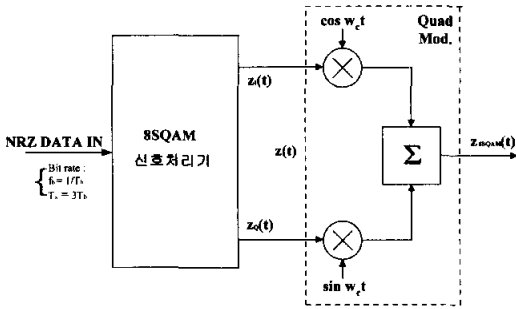 cos w_c t
Quad
Mod.
z_I(t)
8SQAM
신호처리기
NRZ DATA IN
Bit rate :
f_b = 1/T_b
T_s = 3T_b
z(t)
Σ
z_8SQAM(t)
z_Q(t)
sin w_c t